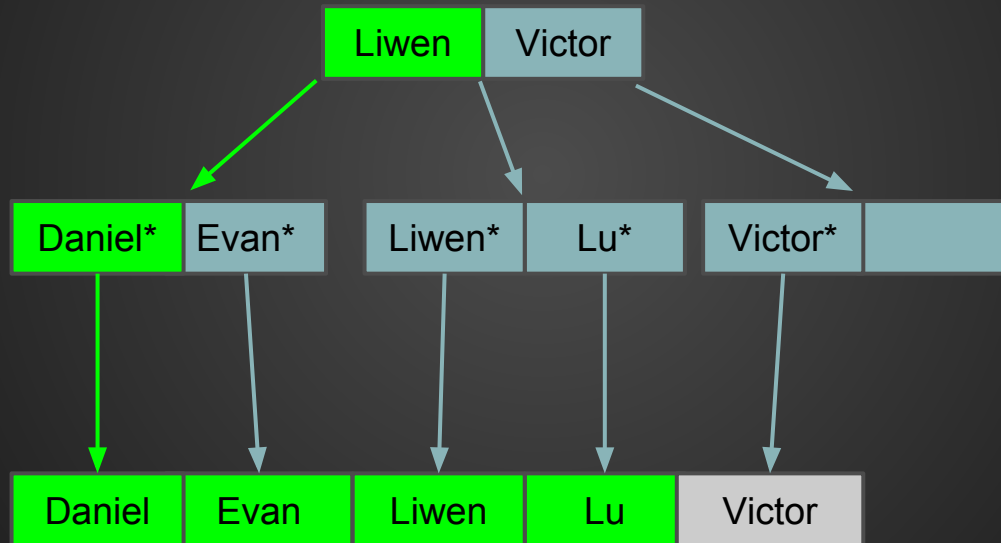 Liwen Victor
Daniel* Evan* Liwen* Lu* Victor*
Daniel Evan Liwen Lu Victor